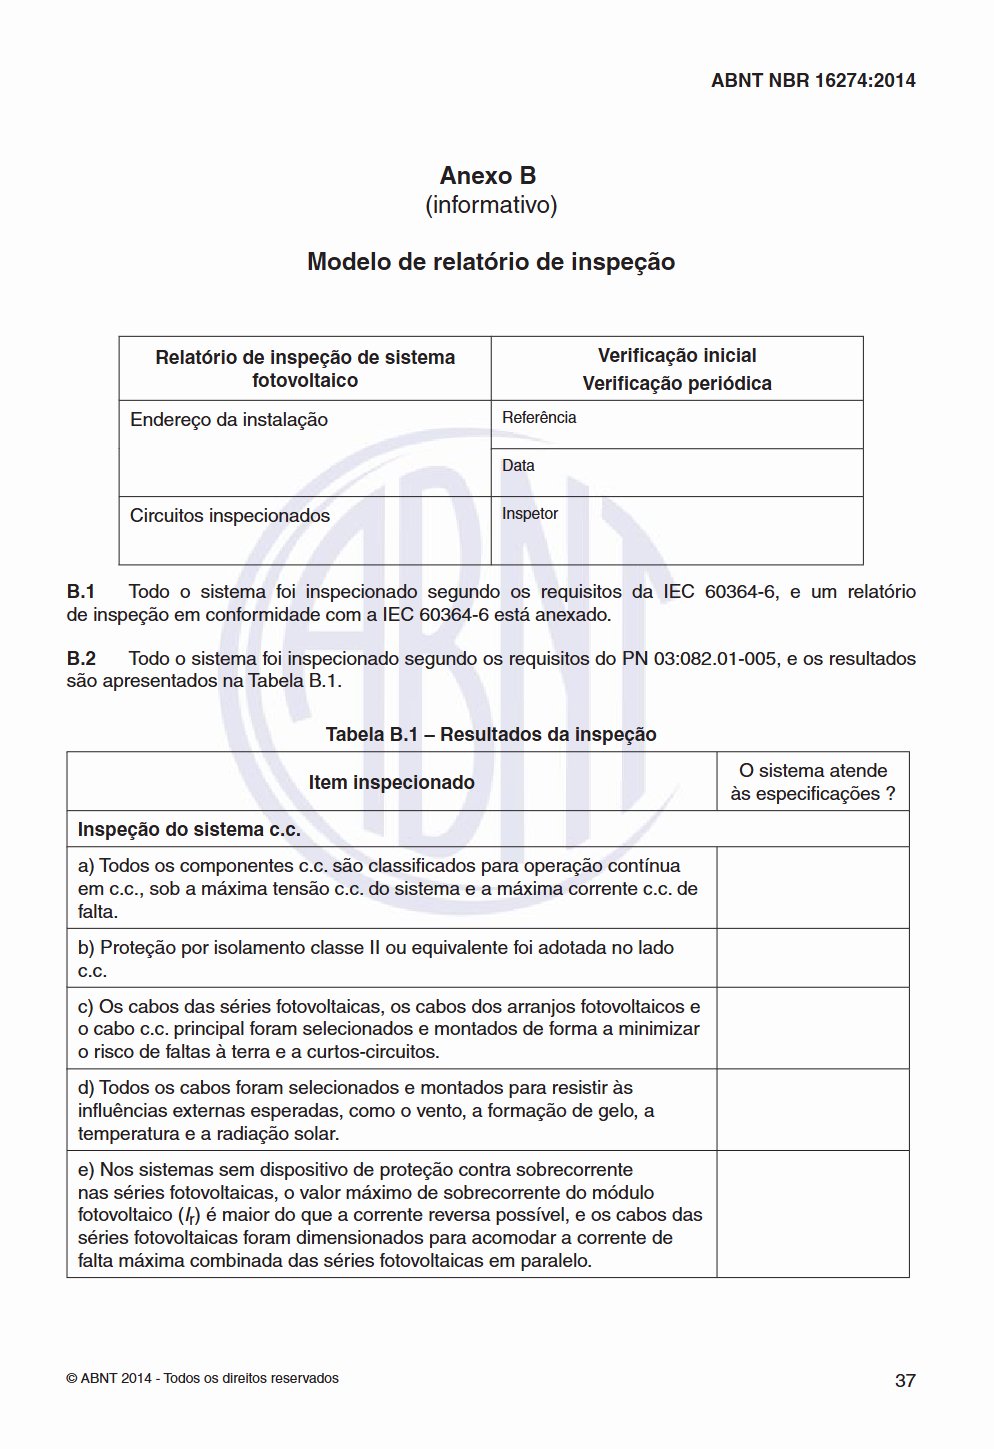 ABNT NBR 16274:2014
Anexo B
(informativo)
Modelo de relatório de inspeção
Relatório de inspeção de sistema
fotovoltaico
Verificação inicial
Verificação periódica
Endereço da instalação
Referência
Data
Circuitos inspecionados
Inspetor
ABNT
B.1 Todo o sistema foi inspecionado segundo os requisitos da IEC 60364-6, e um relatório
de inspeção em conformidade com a IEC 60364-6 está anexado.
B.2 Todo o sistema foi inspecionado segundo os requisitos do PN 03:082.01-005, e os resultados
são apresentados na Tabela B.1.
Tabela B.1 – Resultados da inspeção
Item inspecionado
O sistema atende
às especificações ?
Inspeção do sistema c.c.
a) Todos os componentes c.c. são classificados para operação contínua
em c.c., sob a máxima tensão c.c. do sistema e a máxima corrente c.c. de
falta.
b) Proteção por isolamento classe II ou equivalente foi adotada no lado
c.c.
c) Os cabos das séries fotovoltaicas, os cabos dos arranjos fotovoltaicos e
o cabo c.c. principal foram selecionados e montados de forma a minimizar
o risco de faltas à terra e a curtos-circuitos.
d) Todos os cabos foram selecionados e montados para resistir às
influências externas esperadas, como o vento, a formação de gelo, a
temperatura e a radiação solar.
e) Nos sistemas sem dispositivo de proteção contra sobrecorrente
nas séries fotovoltaicas, o valor máximo de sobrecorrente do módulo
fotovoltaico (Ir) é maior do que a corrente reversa possível, e os cabos das
séries fotovoltaicas foram dimensionados para acomodar a corrente de
falta máxima combinada das séries fotovoltaicas em paralelo.
© ABNT 2014 - Todos os direitos reservados
37